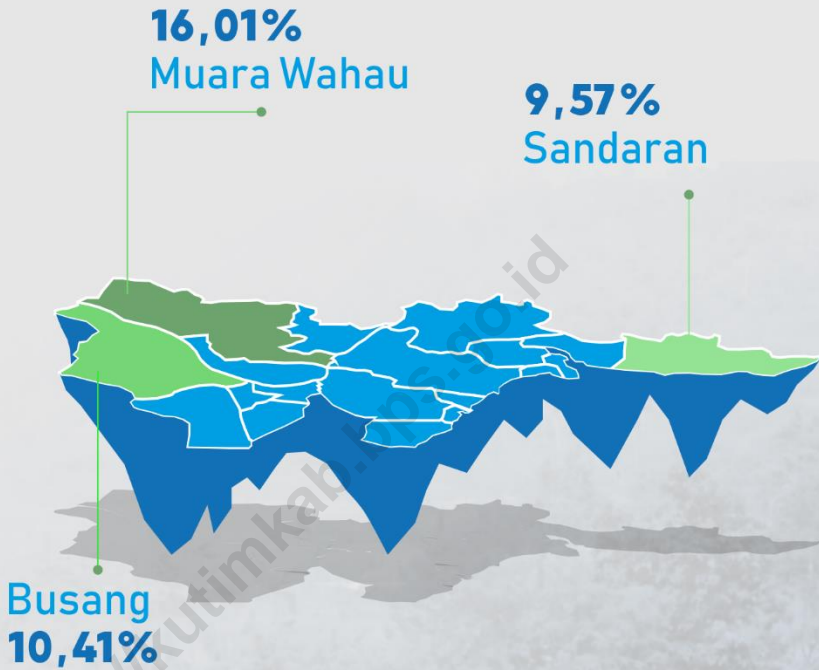 16,01%
Muara Wahau
9,57%
Sandaran
Busang
10,41%
kutimkab.bps.go.id